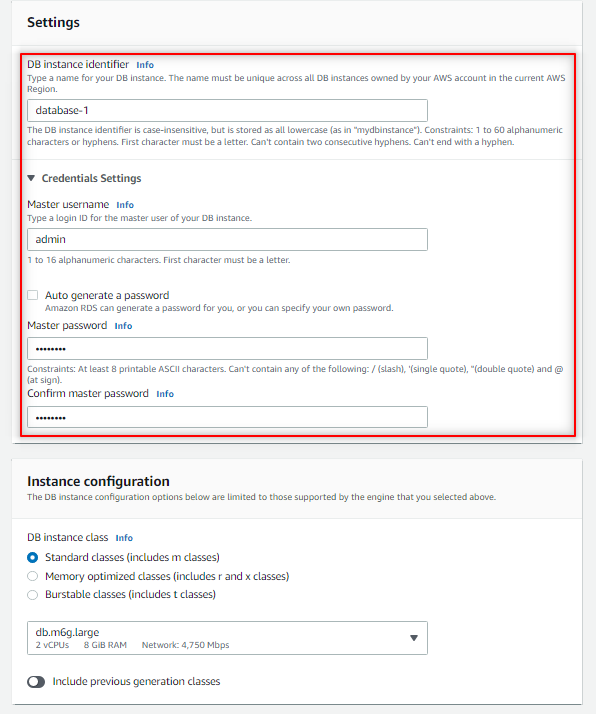 Settings
DB instance identifier Info
Type a name for your DB instance. The name must be unique across all DB instances owned by your AWS account in the current AWS
Region.
database-1
The DB instance identifier is case-insensitive, but is stored as all lowercase (as in "mydbinstance"). Constraints: 1 to 60 alphanumeric
characters or hyphens. First character must be a letter. Can't contain two consecutive hyphens. Can't end with a hyphen.
Credentials Settings
Master username Info
Type a login ID for the master user of your DB instance.
admin
1 to 16 alphanumeric characters. First character must be a letter.
Auto generate a password
Amazon RDS can generate a password for you, or you can specify your own password.
Master password Info
••••••••
Constraints: At least 8 printable ASCII characters. Can't contain any of the following: / (slash), '(single quote), "(double quote) and @
(at sign).
Confirm master password Info
••••••••
Instance configuration
The DB instance configuration options below are limited to those supported by the engine that you selected above.
DB instance class Info
Standard classes (includes m classes)
Memory optimized classes (includes r and x classes)
Burstable classes (includes t classes)
db.m6g.large
2 vCPUs 8 GiB RAM Network: 4,750 Mbps
Include previous generation classes